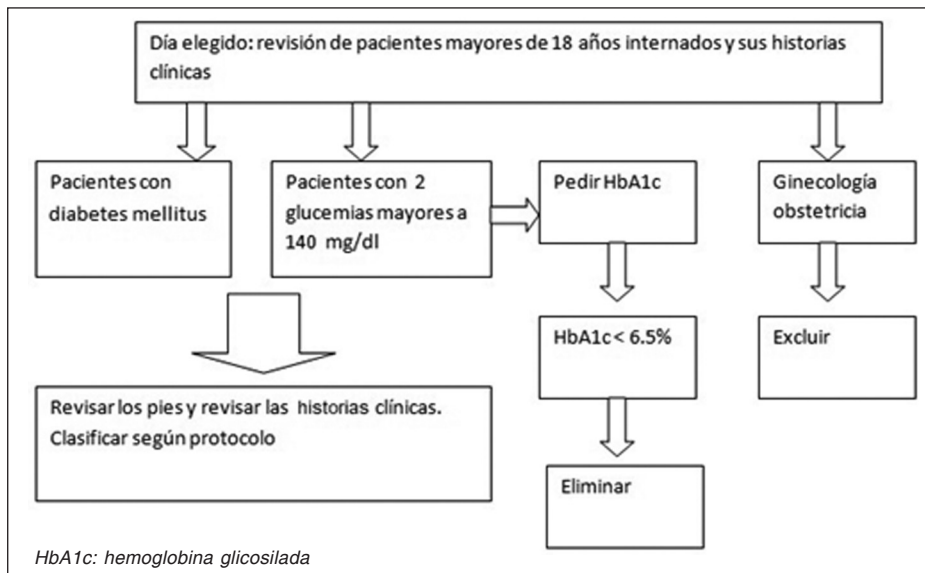 Día elegido: revisión de pacientes mayores de 18 años internados y sus historias
clínicas
Pacientes con
diabetes mellitus
Pacientes con 2
glucemias mayores a
140 mg/dl
Pedir HbA1c
Ginecología
obstetricia
HbA1c < 6.5%
Excluir
Revisar los pies y revisar las historias clínicas.
Clasificar según protocolo
Eliminar
HbA1c: hemoglobina glicosilada